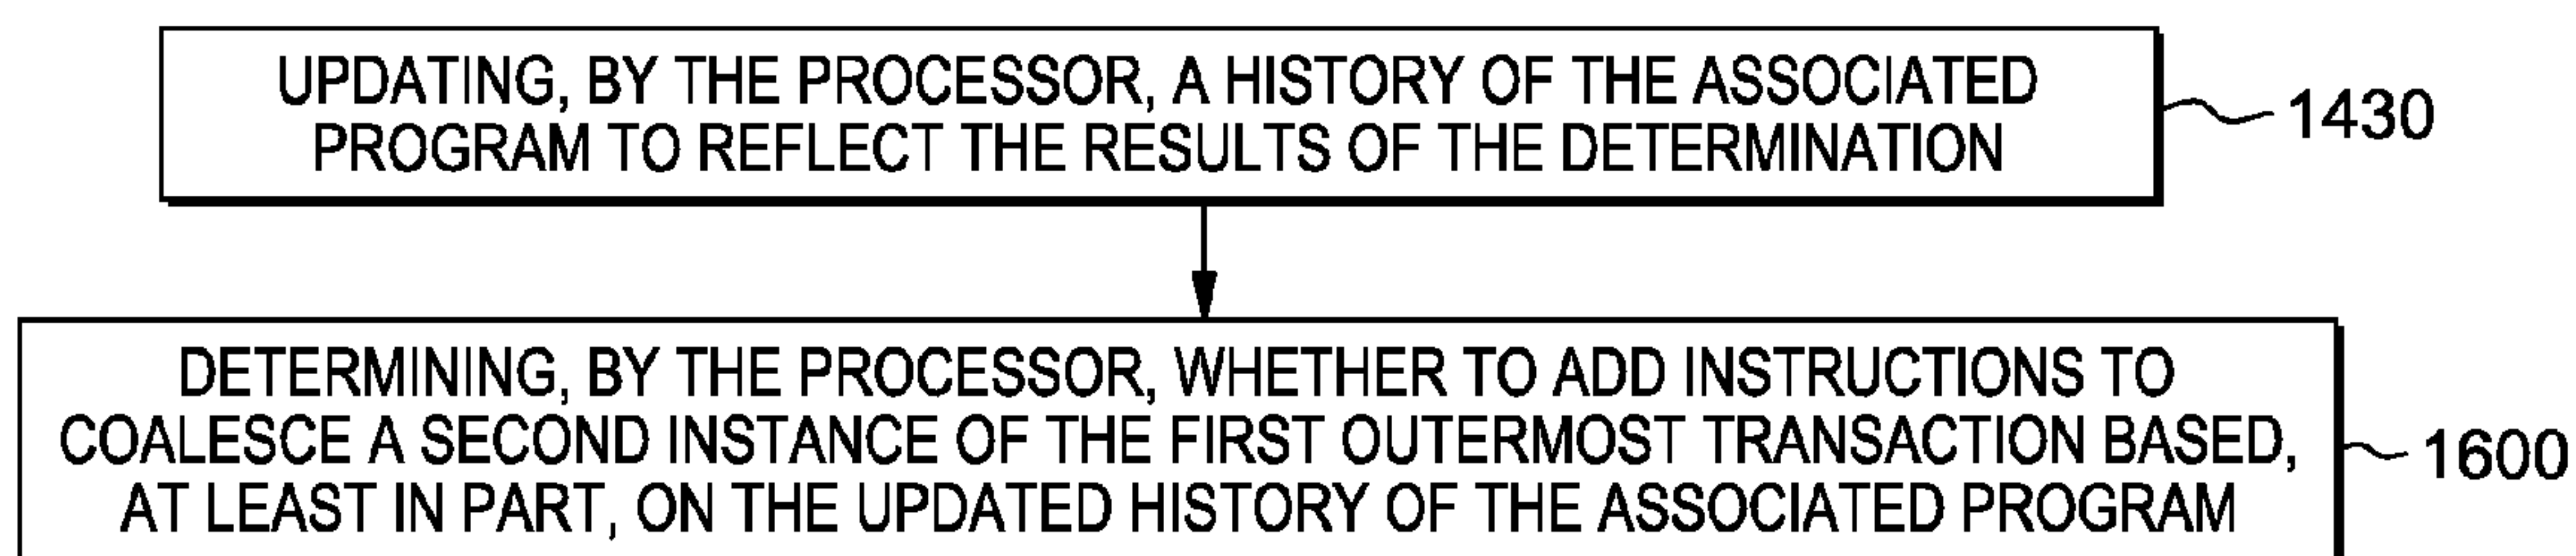 UPDATING, BY THE PROCESSOR, A HISTORY OF THE ASSOCIATED
PROGRAM TO REFLECT THE RESULTS OF THE DETERMINATION
1430
DETERMINING, BY THE PROCESSOR, WHETHER TO ADD INSTRUCTIONS TO
COALESCE A SECOND INSTANCE OF THE FIRST OUTERMOST TRANSACTION BASED,
AT LEAST IN PART, ON THE UPDATED HISTORY OF THE ASSOCIATED PROGRAM
1600